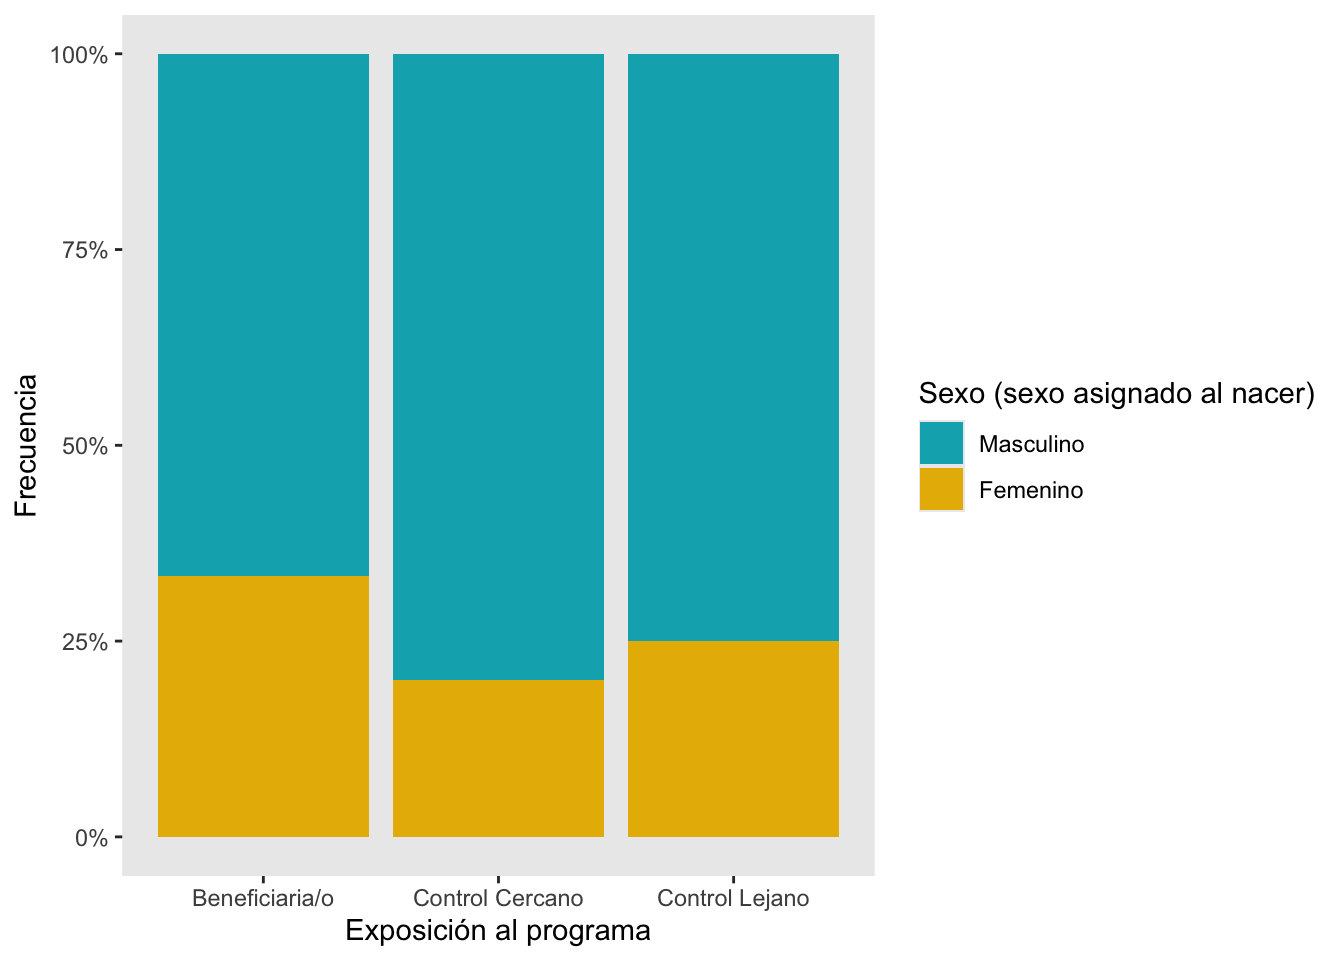 100%
75%
50%
25%
0%
Frecuencia
Beneficiaria/o
Control Cercano
Control Lejano
Exposición al programa
Sexo (sexo asignado al nacer)
Masculino
Femenino